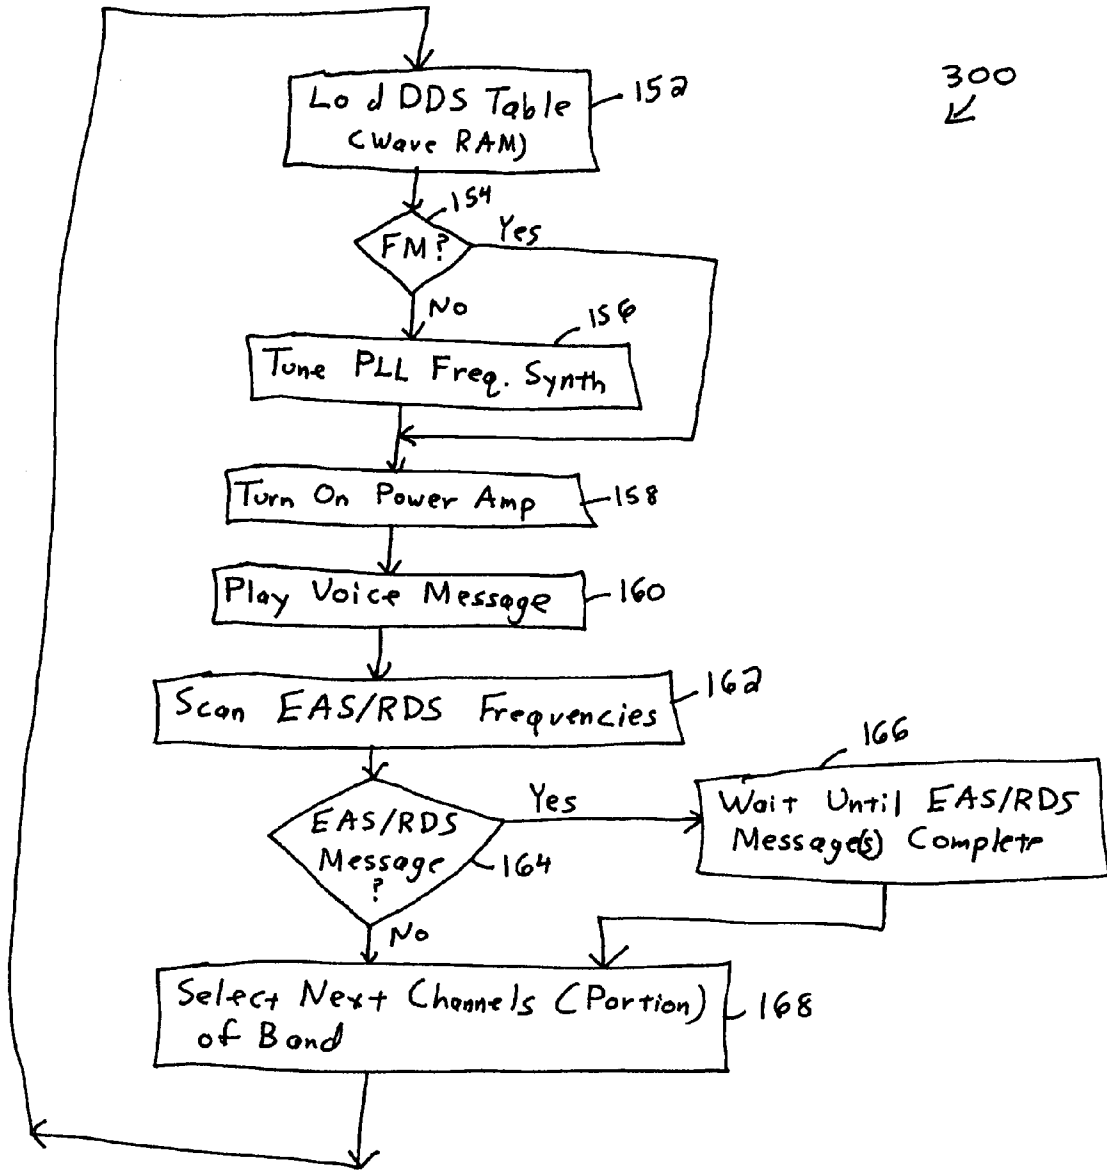 300
Lo d DDS Table
(Wave RAM)
152
154
FM?
Yes
No
156
Tune PLL Freq. Synth
Turn On Power Amp
158
Play Voice Message
160
Scan EAS/RDS Frequencies
162
EAS/RDS
Message
?
164
Yes
166
Wait Until EAS/RDS
Message(s) Complete
No
Select Next Channels (Portion)
of Band
168